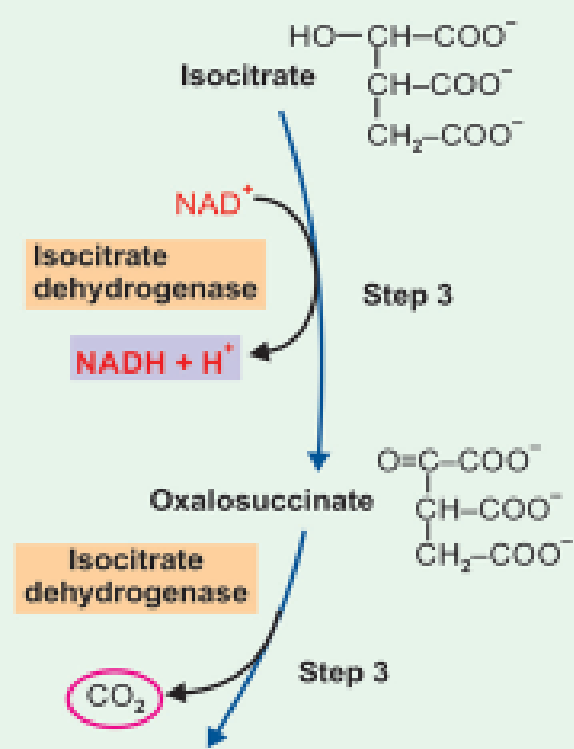 HO–CH–COO⁻
Isocitrate
CH–COO⁻
CH₂–COO⁻
NAD⁺
Isocitrate
dehydrogenase
Step 3
NADH + H⁺
O=C–COO⁻
Oxalosuccinate
CH–COO⁻
CH₂–COO⁻
Isocitrate
dehydrogenase
Step 3
CO₂